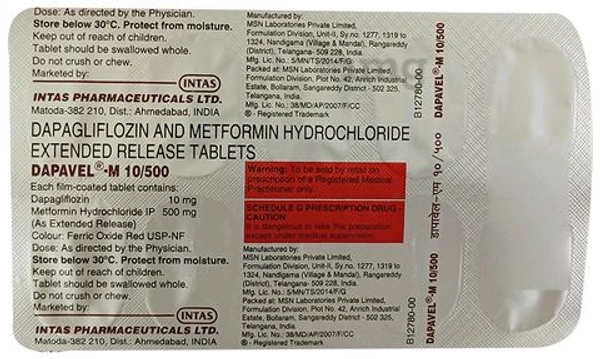 Dose: As directed by the Physician.
Store below 30°C. Protect from moisture.
Keep out of reach of children.
Tablet should be swallowed whole.
Do not crush or chew.
Marketed by:
INTAS
INTAS PHARMACEUTICALS LTD.
Matoda-382 210, Dist.: Ahmedabad, INDIA
Manufactured by:
MSN Laboratories Private Limited,
Formulation Division, Unit-II, Sy.no. 1277, 1319 to
1324, Nandigama (Village & Mandal), Rangareddy
(District), Telangana- 509 228, India.
Mfg. Lic. No.: 5/MN/TS/2014/F/G
Packed at: MSN Laboratories Private Limited,
Formulation Division, Plot No. 42, Anrich Industrial
Estate, Bollaram, Sangareddy District - 502 325,
Telangana, India.
Mfg. Lic. No.: 38/MD/AP/2007/F/CC
® - Registered Trademark
B12780-00
DAPAVEL®-M 10/500
DAPAGLIFLOZIN AND METFORMIN HYDROCHLORIDE
EXTENDED RELEASE TABLETS
DAPAVEL®-M 10/500
Each film-coated tablet contains:
Dapagliflozin 10 mg
Metformin Hydrochloride IP 500 mg
(As Extended Release)
Colour: Ferric Oxide Red USP-NF
Dose: As directed by the Physician.
Store below 30°C. Protect from moisture.
Keep out of reach of children.
Tablet should be swallowed whole.
Do not crush or chew.
Marketed by:
INTAS
INTAS PHARMACEUTICALS LTD.
Matoda-382 210, Dist.: Ahmedabad, INDIA
Warning: To be sold by retail on
prescription of a Registered Medical
Practitioner only.
SCHEDULE G PRESCRIPTION DRUG -
CAUTION
It is dangerous to take this preparation
except under medical supervision.
Manufactured by:
MSN Laboratories Private Limited,
Formulation Division, Unit-II, Sy.no. 1277, 1319 to
1324, Nandigama (Village & Mandal), Rangareddy
(District), Telangana- 509 228, India.
Mfg. Lic. No.: 5/MN/TS/2014/F/G
Packed at: MSN Laboratories Private Limited,
Formulation Division, Plot No. 42, Anrich Industrial
Estate, Bollaram, Sangareddy District - 502 325,
Telangana, India.
Mfg. Lic. No.: 38/MD/AP/2007/F/CC
® - Registered Trademark
डापावेल-एम १०/५००
B12780-00
DAPAVEL®-M 10/500